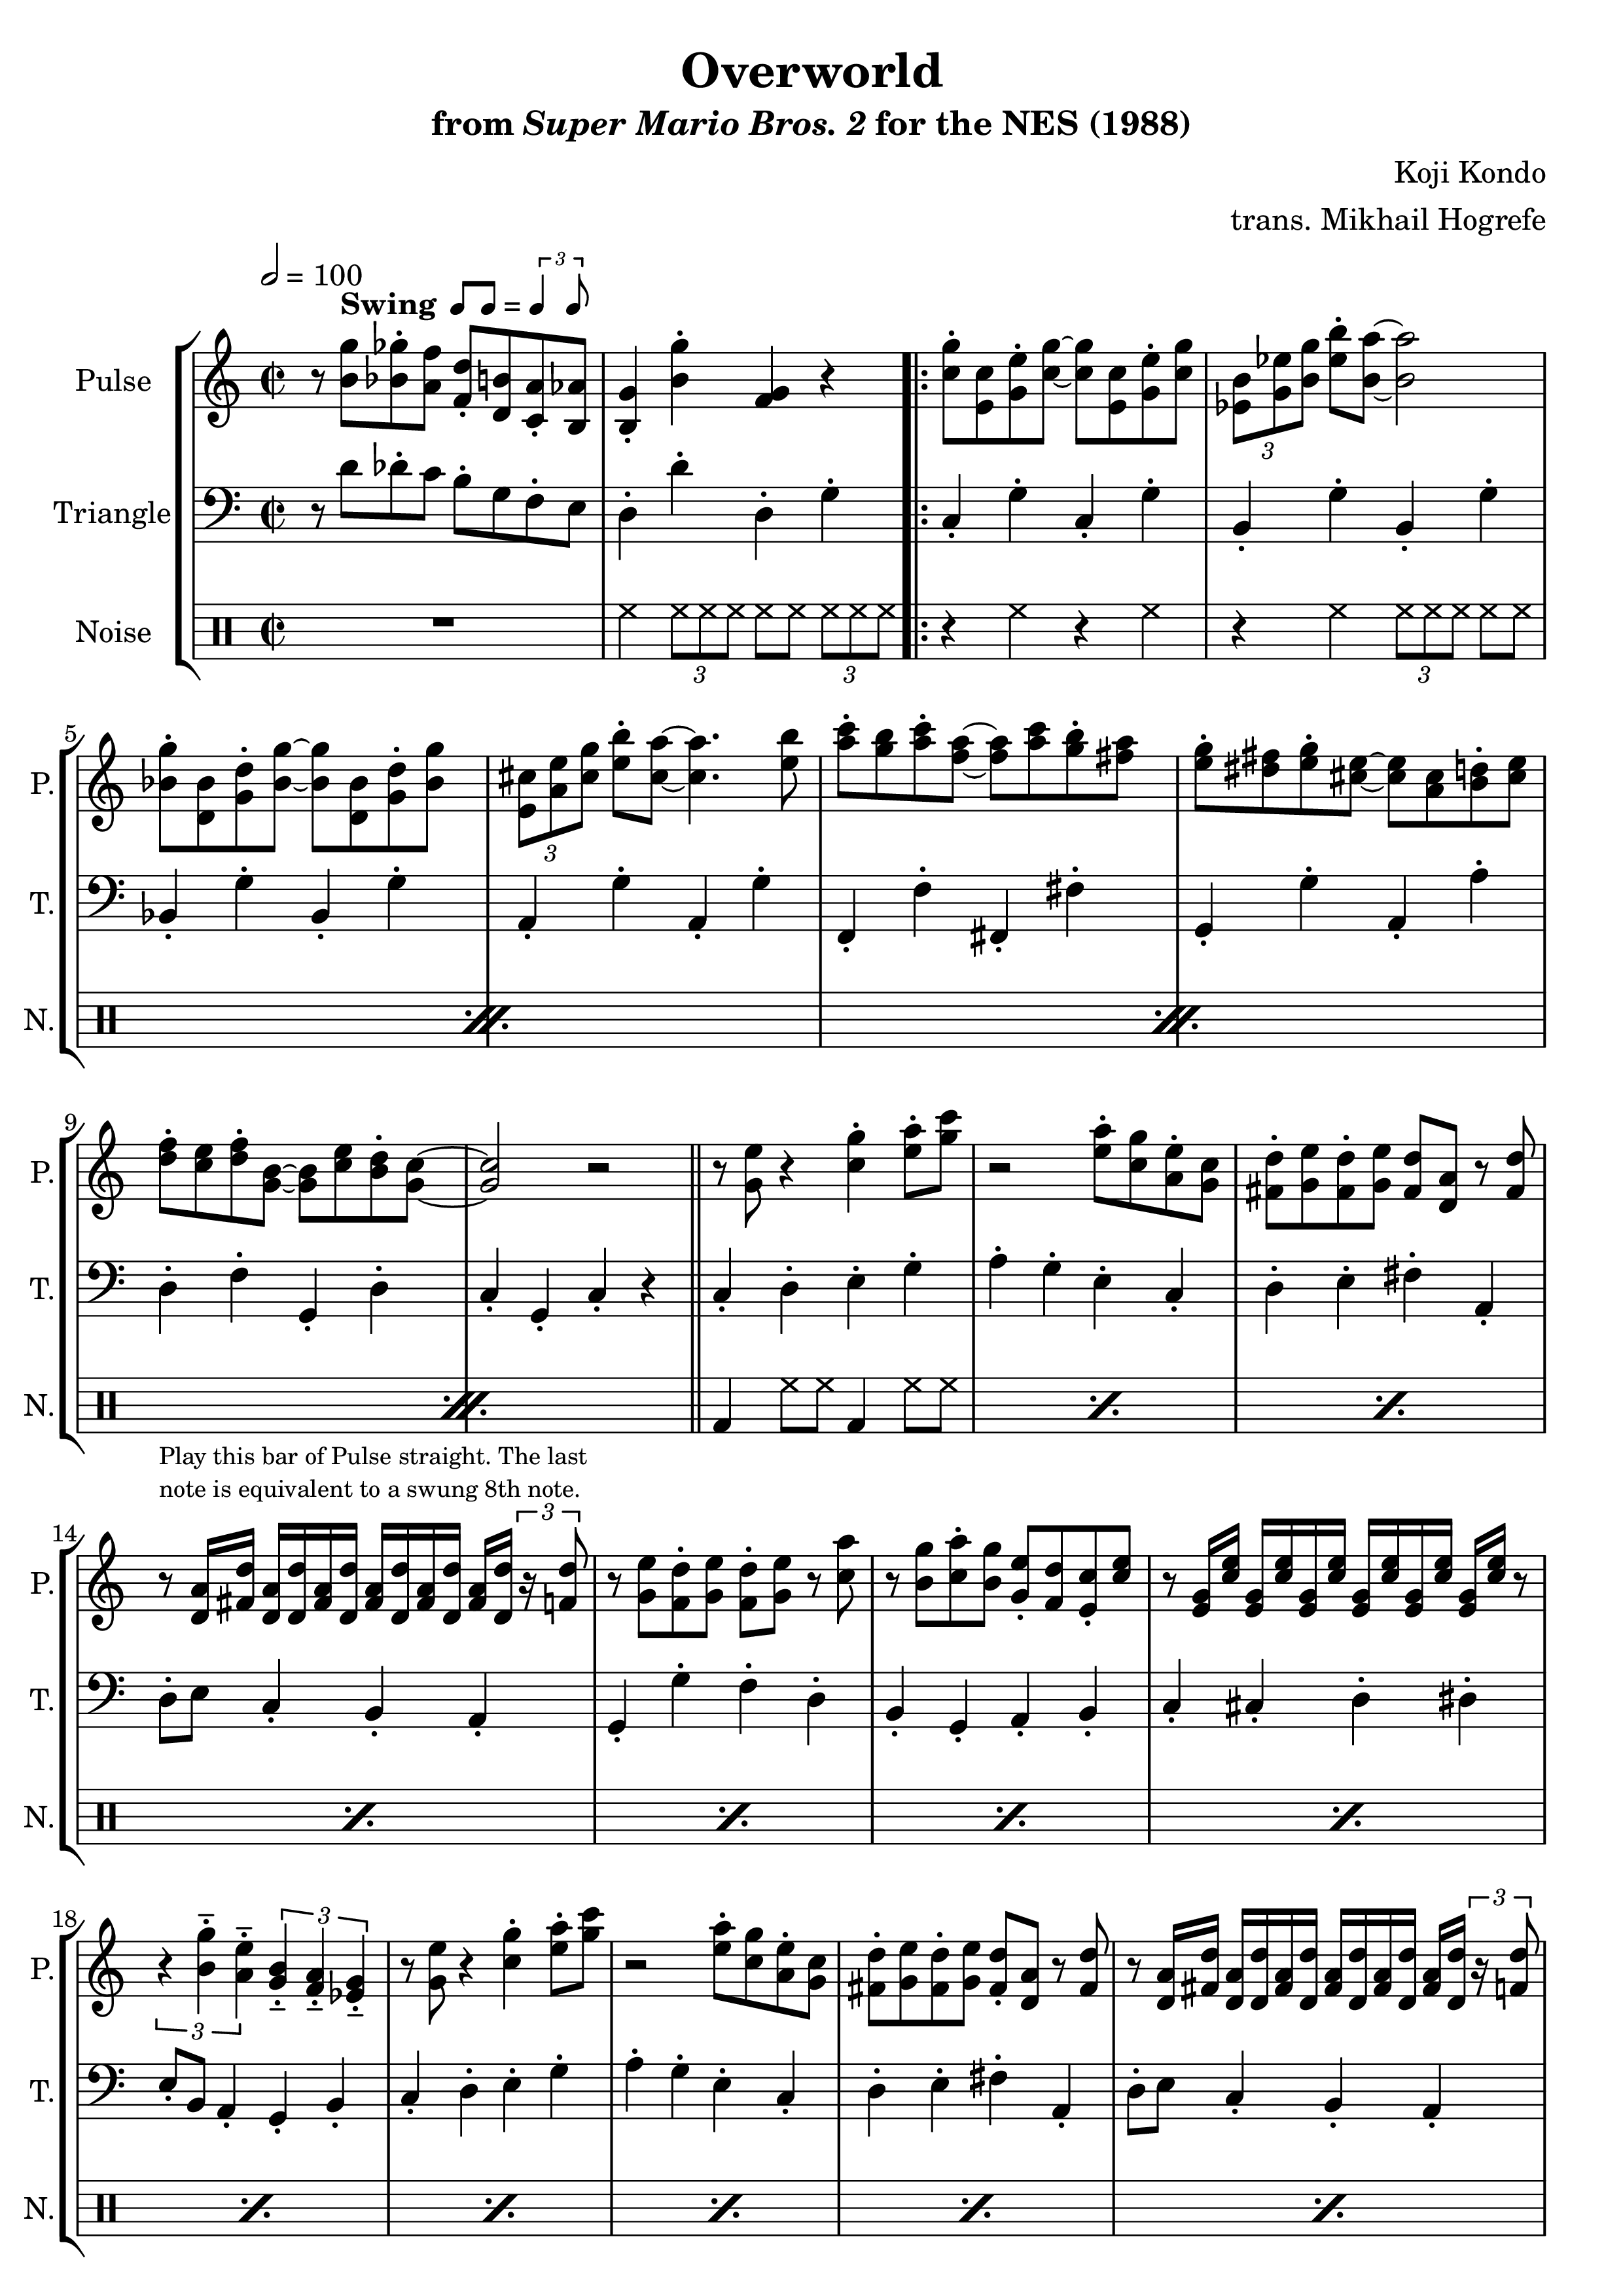 Overworld
from Super Mario Bros. 2 for the NES (1988)
Koji Kondo
trans. Mikhail Hogrefe
= 100
Swing = 3
Pulse
3
Triangle
Noise
3 3 3
5
P.
3
T.
N.
9
P.
T.
N.
Play this bar of Pulse straight. The last
note is equivalent to a swung 8th note.
14
3
P.
T.
N.
18
3 3
P.
3
T.
N.